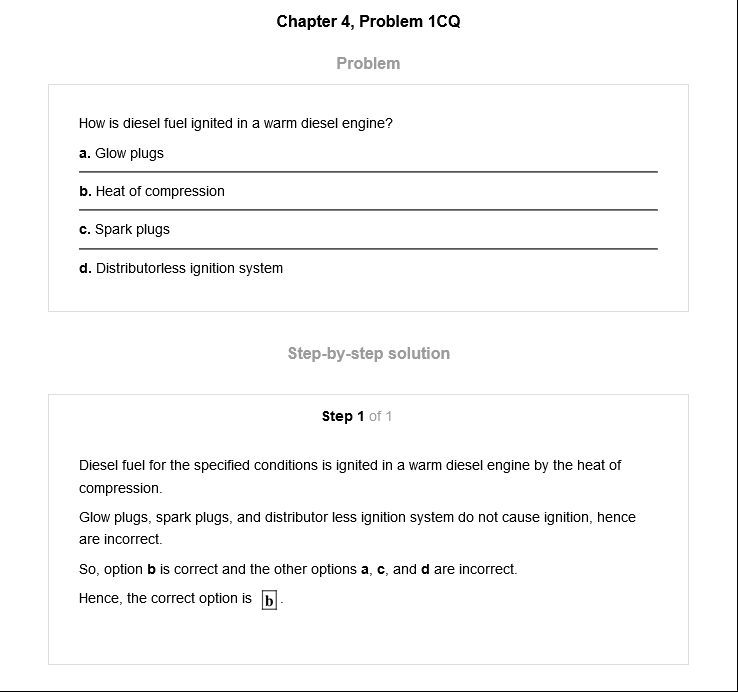 Chapter 4, Problem 1CQ
Problem
How is diesel fuel ignited in a warm diesel engine?
a. Glow plugs
b. Heat of compression
c. Spark plugs
d. Distributorless ignition system
Step-by-step solution
Step 1 of 1
Diesel fuel for the specified conditions is ignited in a warm diesel engine by the heat of
compression.
Glow plugs, spark plugs, and distributor less ignition system do not cause ignition, hence
are incorrect.
So, option b is correct and the other options a, c, and d are incorrect.
Hence, the correct option is b.